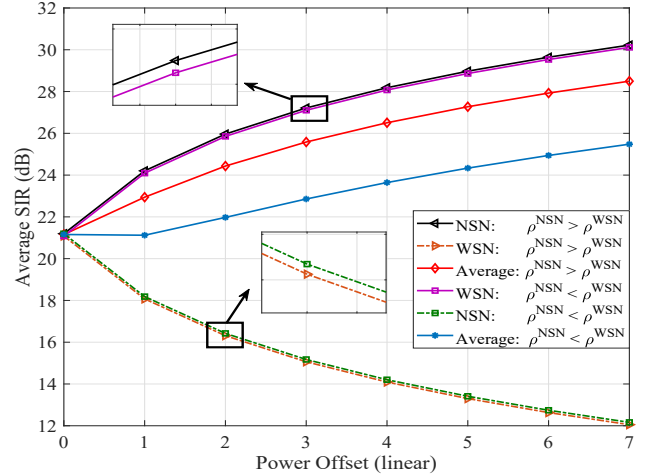 32
30
28
26
24
22
20
18
16
14
12
Average SIR (dB)
NSN: ρ^NSN > ρ^WSN
WSN: ρ^NSN > ρ^WSN
Average: ρ^NSN > ρ^WSN
WSN: ρ^NSN < ρ^WSN
NSN: ρ^NSN < ρ^WSN
Average: ρ^NSN < ρ^WSN
0 1 2 3 4 5 6 7
Power Offset (linear)